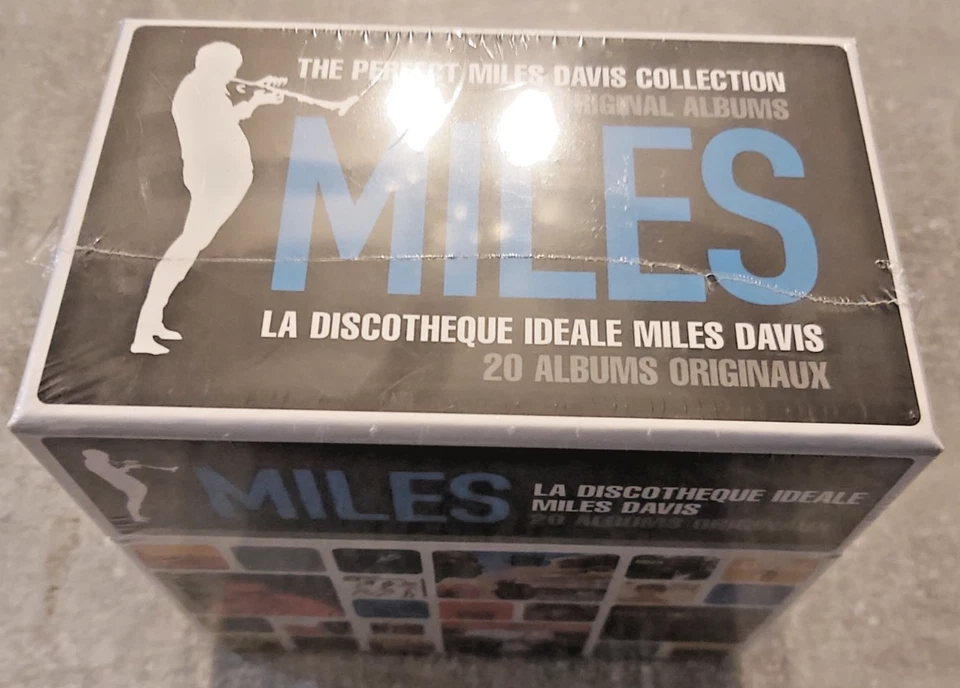 THE PERFECT MILES DAVIS COLLECTION
ORIGINAL ALBUMS
MILES
LA DISCOTHEQUE IDEALE MILES DAVIS
20 ALBUMS ORIGINAUX
MILES
LA DISCOTHEQUE IDEALE
MILES DAVIS
20 ALBUMS ORIGINAUX